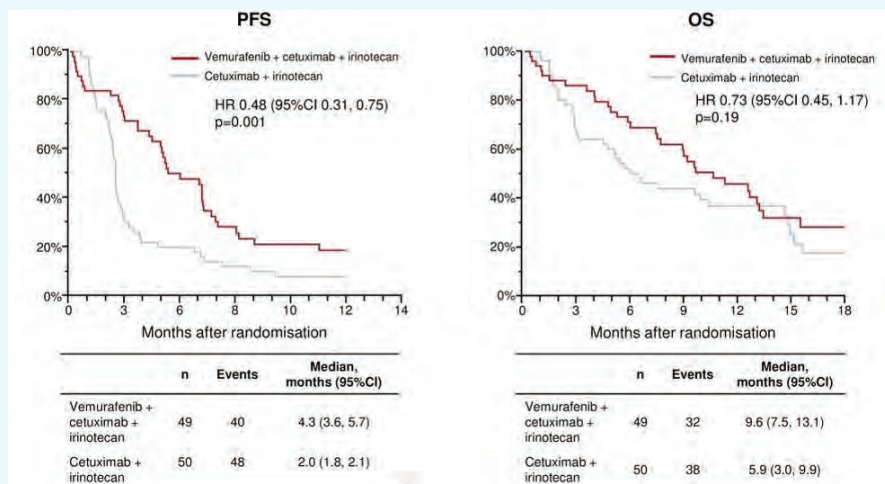 PFS
100%
80%
60%
40%
20%
0%
Vemurafenib + cetuximab + irinotecan
Cetuximab + irinotecan
HR 0.48 (95%CI 0.31, 0.75)
p=0.001
0 3 6 8 10 12 14
Months after randomisation
n Events Median, months (95%CI)
Vemurafenib +
cetuximab + 49 40 4.3 (3.6, 5.7)
irinotecan
Cetuximab + 50 48 2.0 (1.8, 2.1)
irinotecan
OS
100%
80%
60%
40%
20%
0%
Vemurafenib + cetuximab + irinotecan
Cetuximab + irinotecan
HR 0.73 (95%CI 0.45, 1.17)
p=0.19
0 3 6 9 12 15 18
Months after randomisation
n Events Median, months (95%CI)
Vemurafenib +
cetuximab + 49 32 9.6 (7.5, 13.1)
irinotecan
Cetuximab + 50 38 5.9 (3.0, 9.9)
irinotecan